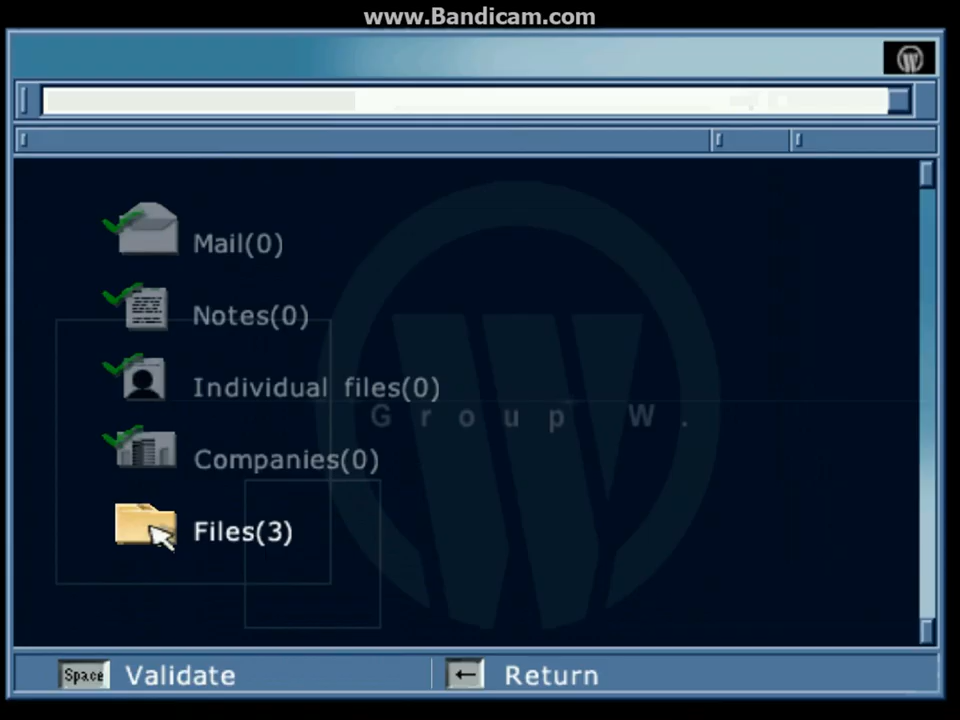 www.Bandicam.com
W
Mail(0)
Notes(0)
Individual files(0)
Group W.
Companies(0)
Files(3)
Space Validate ← Return